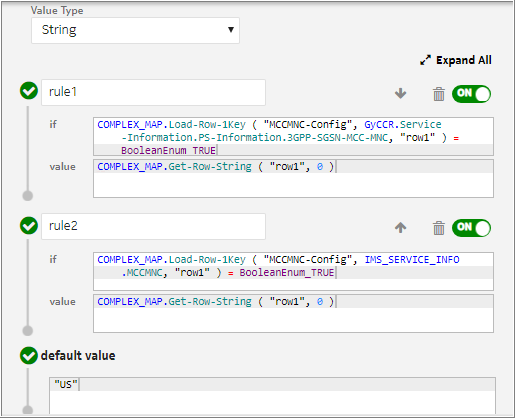 Value Type
String
Expand All
rule1
ON
if
COMPLEX_MAP.Load-Row-1Key ( "MCCMNC-Config", GyCCR.Service
-Information.PS-Information.3GPP-SGSN-MCC-MNC, "row1" ) =
BooleanEnum TRUE
value
COMPLEX_MAP.Get-Row-String ( "row1", 0 )
rule2
ON
if
COMPLEX_MAP.Load-Row-1Key ( "MCCMNC-Config", IMS_SERVICE_INFO
.MCCMNC, "row1" ) = BooleanEnum_TRUE
value
COMPLEX_MAP.Get-Row-String ( "row1", 0 )
default value
"US"